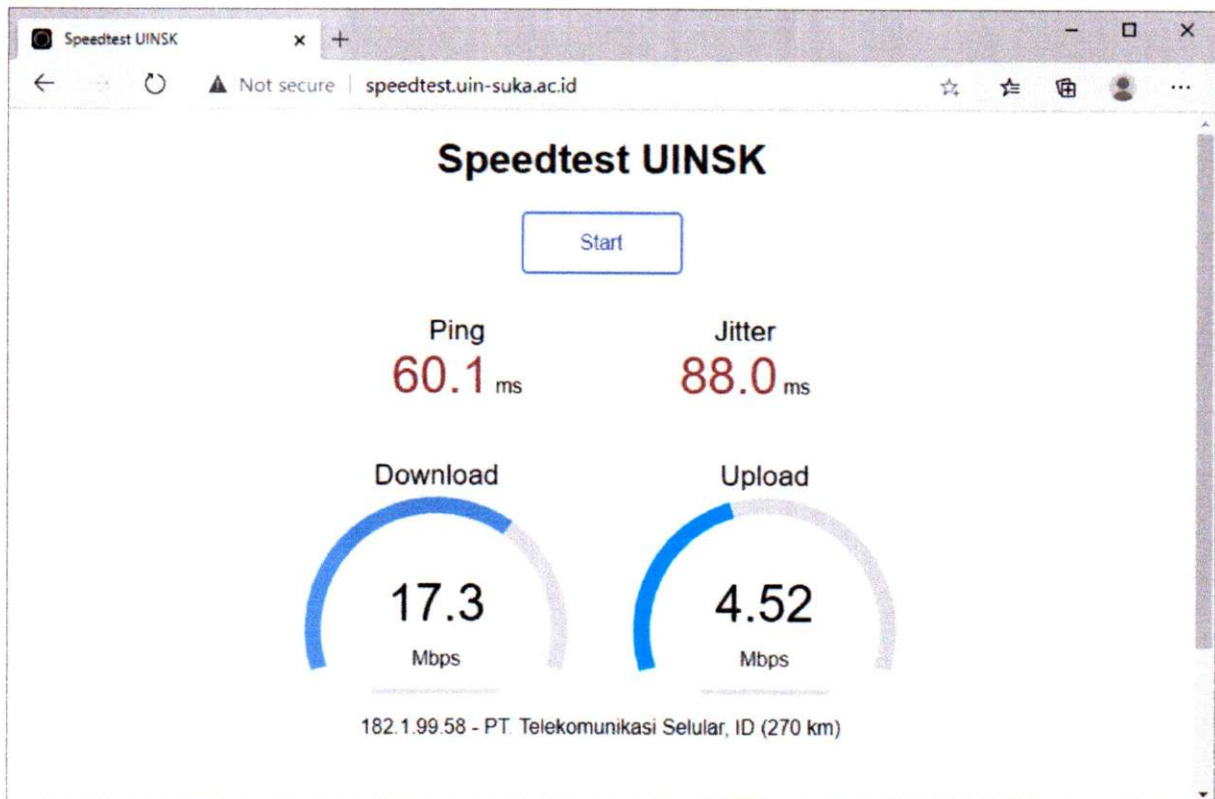 Speedtest UINSK
Not secure | speedtest.uin-suka.ac.id
Speedtest UINSK
Start
Ping Jitter
60.1 ms 88.0 ms
Download Upload
17.3 4.52
Mbps Mbps
182.1.99.58 - PT. Telekomunikasi Selular, ID (270 km)